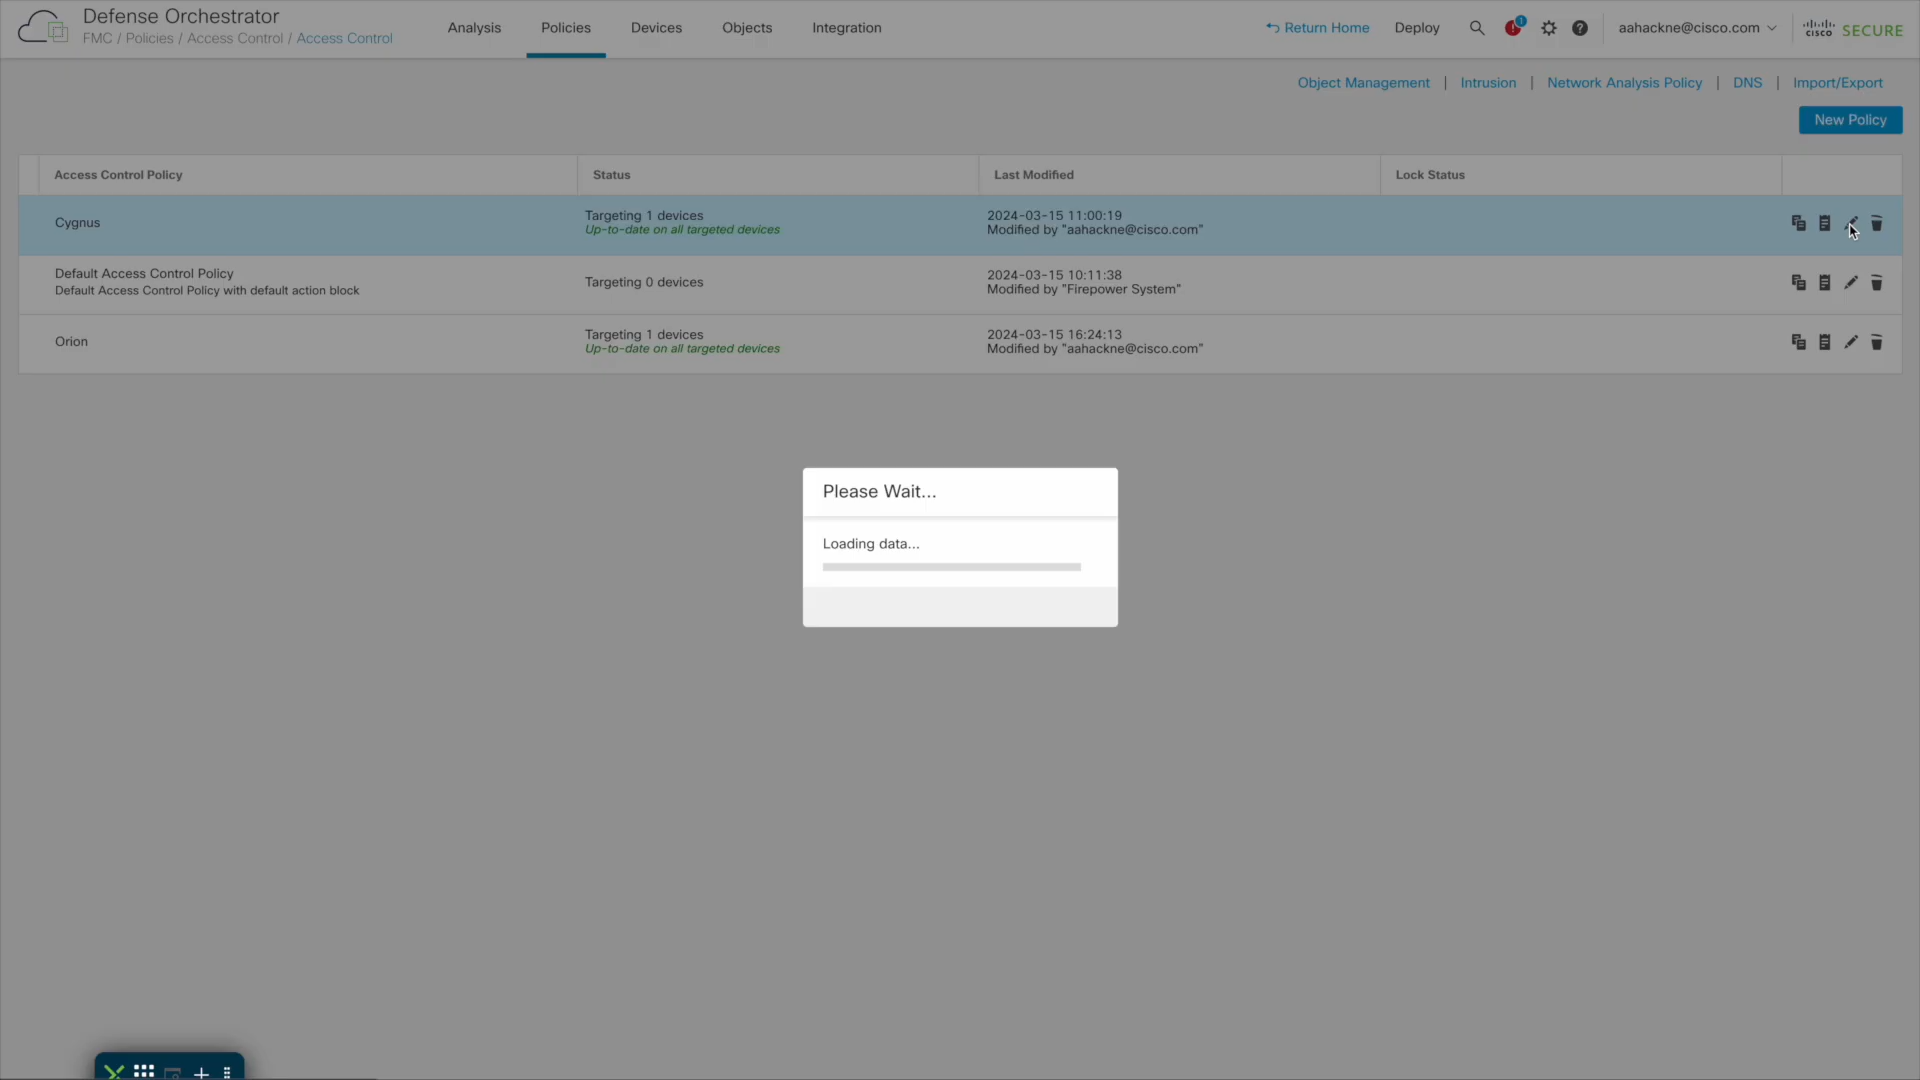 Defense Orchestrator
FMC / Policies / Access Control / Access Control
Analysis
Policies
Devices
Objects
Integration
Return Home
Deploy
1
aahackne@cisco.com
cisco
SECURE
Object Management | Intrusion | Network Analysis Policy | DNS | Import/Export
New Policy
Access Control Policy
Status
Last Modified
Lock Status
Cygnus
Targeting 1 devices
Up-to-date on all targeted devices
2024-03-15 11:00:19
Modified by "aahackne@cisco.com"
Default Access Control Policy
Default Access Control Policy with default action block
Targeting 0 devices
2024-03-15 10:11:38
Modified by "Firepower System"
Orion
Targeting 1 devices
Up-to-date on all targeted devices
2024-03-15 16:24:13
Modified by "aahackne@cisco.com"
Please Wait...
Loading data...